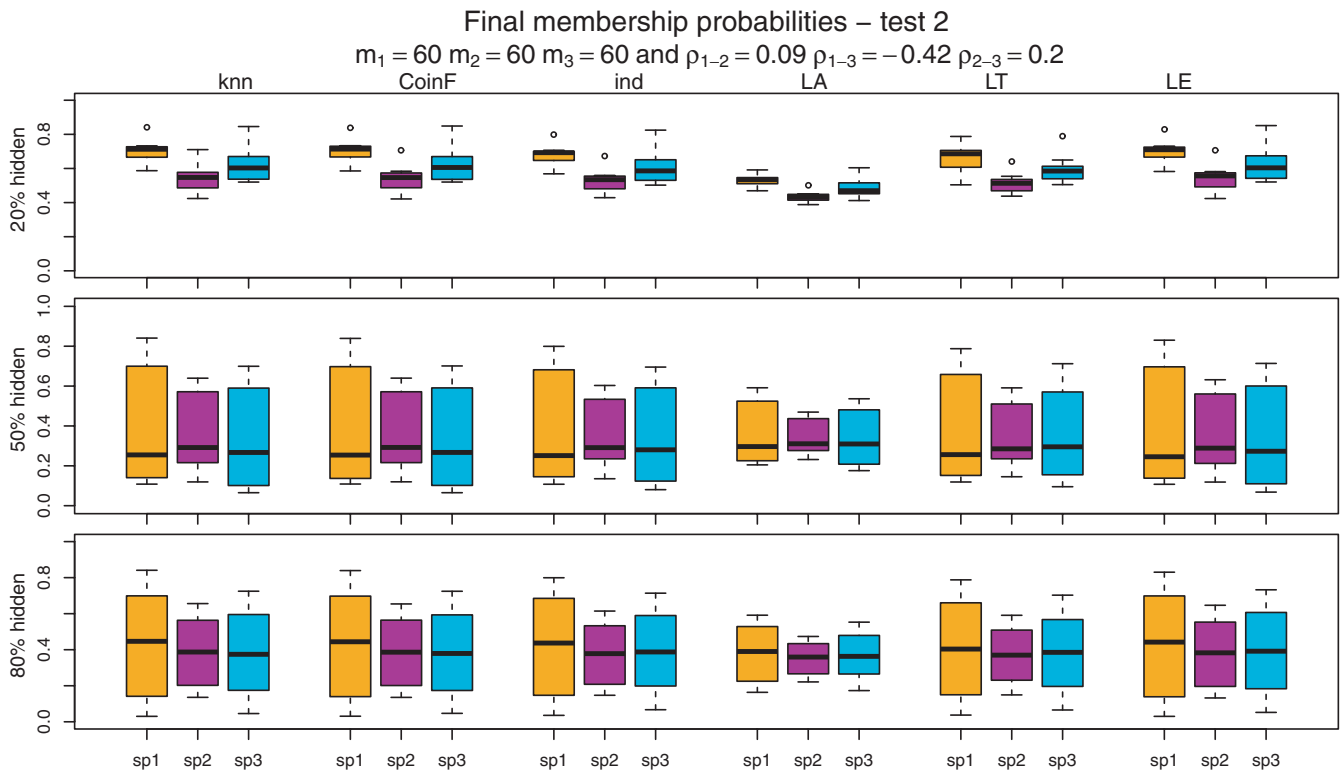 Final membership probabilities – test 2
m₁ = 60 m₂ = 60 m₃ = 60 and ρ₁₋₂ = 0.09 ρ₁₋₃ = −0.42 ρ₂₋₃ = 0.2
knn CoinF ind LA LT LE
20% hidden
0.8
0.4
0.0
50% hidden
1.0
0.8
0.6
0.4
0.2
0.0
80% hidden
0.8
0.4
0.0
sp1 sp2 sp3 sp1 sp2 sp3 sp1 sp2 sp3 sp1 sp2 sp3 sp1 sp2 sp3 sp1 sp2 sp3